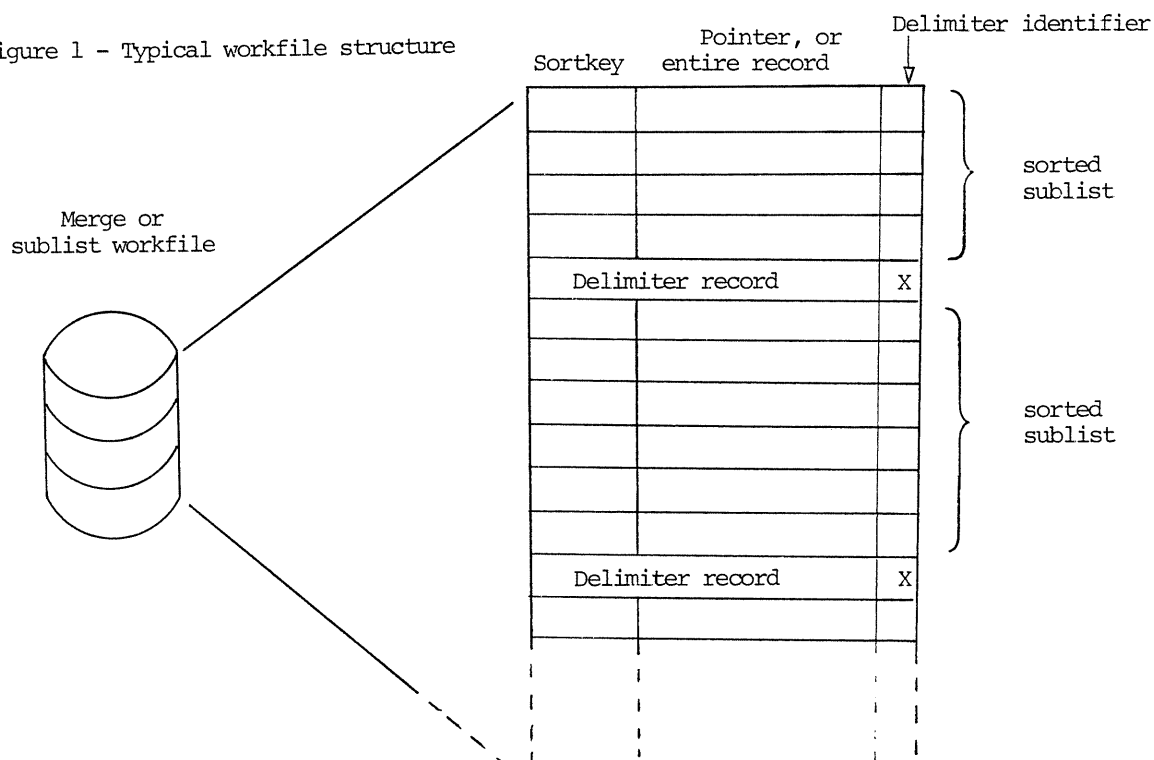 igure 1 - Typical workfile structure
Delimiter identifier
Pointer, or
entire record
Sortkey
sorted
sublist
Merge or
sublist workfile
Delimiter record X
sorted
sublist
Delimiter record X